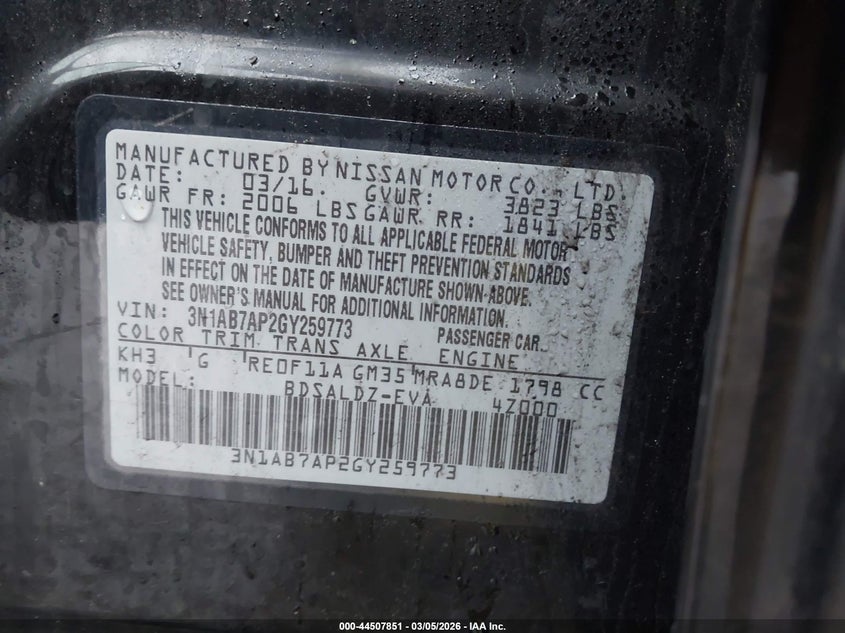 MANUFACTURED BY NISSAN MOTOR CO., LTD.
DATE: 03/16 GVWR: 3823 LBS
GAWR FR: 2006 LBS GAWR RR: 1841 LBS
THIS VEHICLE CONFORMS TO ALL APPLICABLE FEDERAL MOTOR
VEHICLE SAFETY, BUMPER AND THEFT PREVENTION STANDARDS
IN EFFECT ON THE DATE OF MANUFACTURE SHOWN ABOVE.
SEE OWNER'S MANUAL FOR ADDITIONAL INFORMATION.
VIN: 3N1AB7AP2GY259773 PASSENGER CAR
COLOR TRIM TRANS AXLE ENGINE
KH3 G RE0F11A GM35 MRA8DE 1798 CC
MODEL: BDSALDZ-EVA 4Z000
3N1AB7AP2GY259773
000-44507851 | 03/05/2026 - IAA Inc.